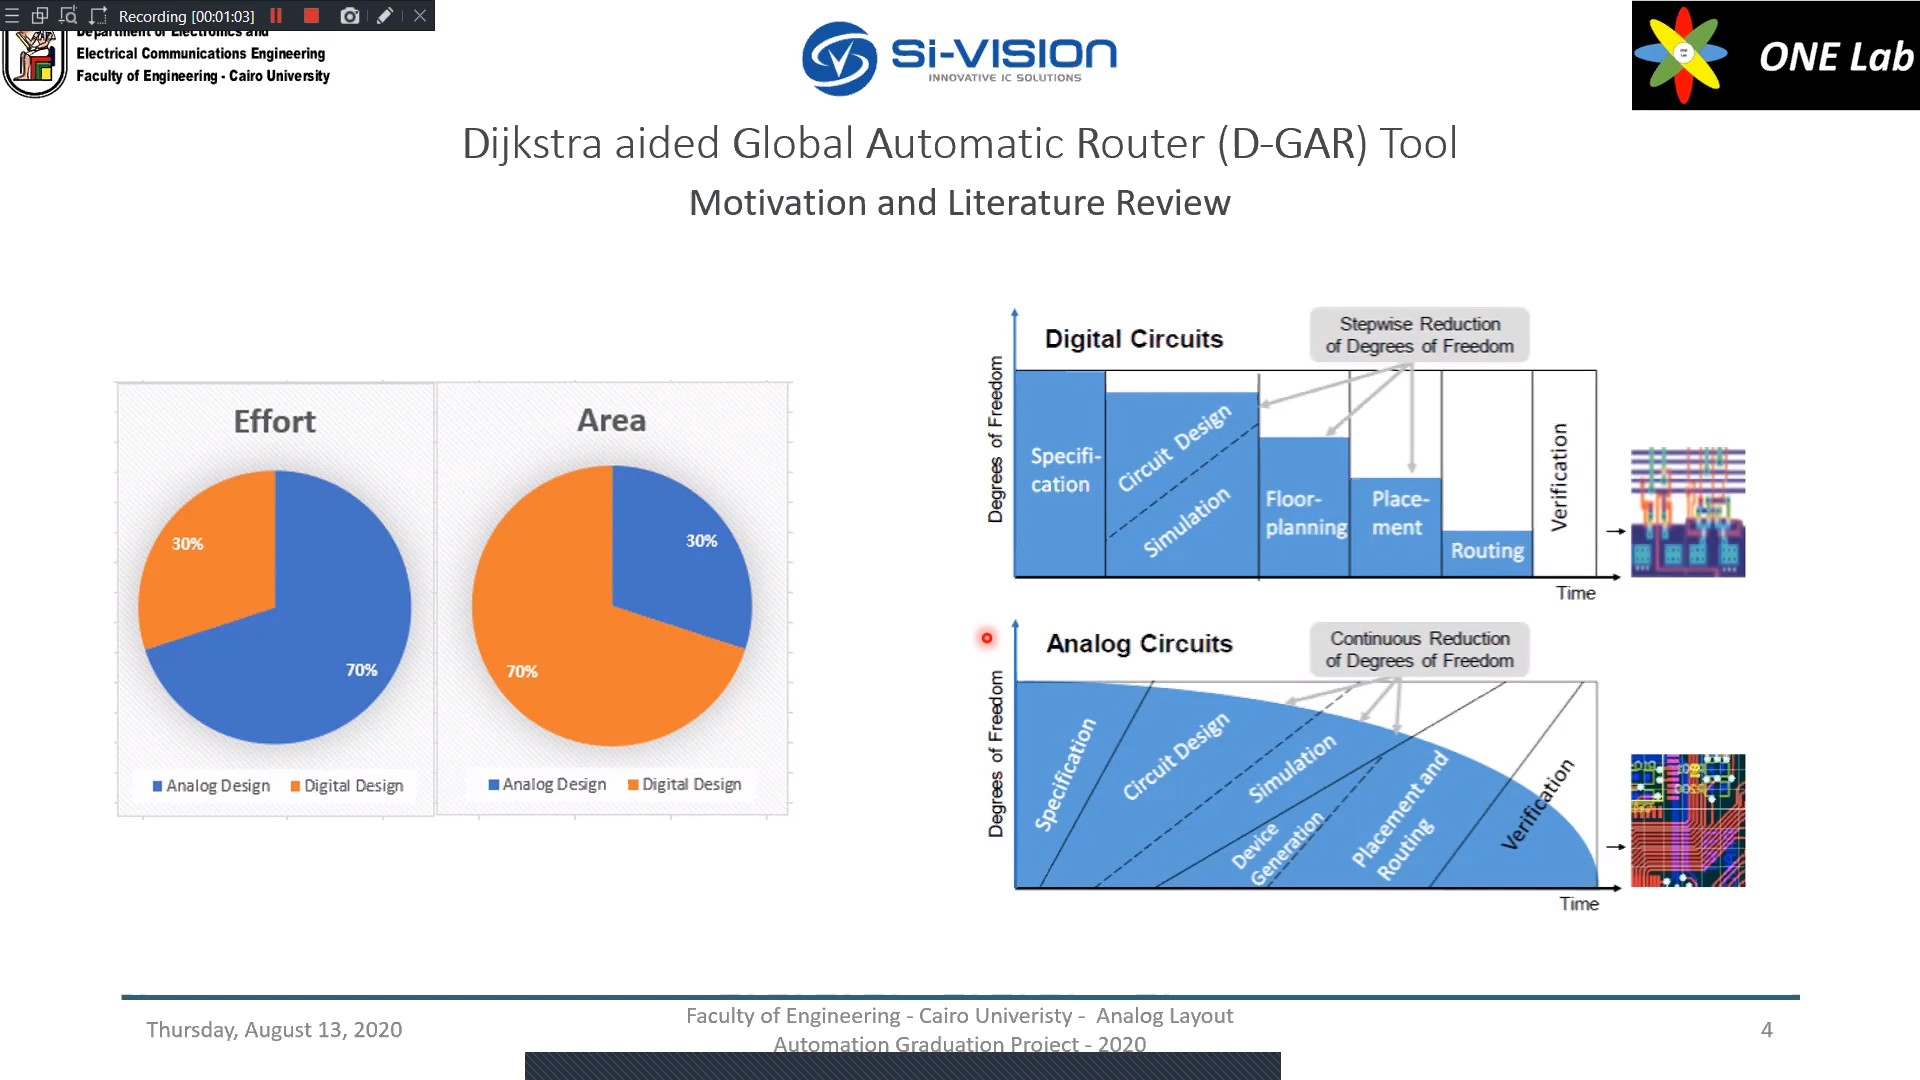 Recording [00:01:03]
Department of Electronics and
Electrical Communications Engineering
Faculty of Engineering - Cairo University
Si-VISION
INNOVATIVE IC SOLUTIONS
ONE Lab
Dijkstra aided Global Automatic Router (D-GAR) Tool
Motivation and Literature Review
Effort
30%
70%
Analog Design
Digital Design
Area
30%
70%
Analog Design
Digital Design
Digital Circuits
Stepwise Reduction
of Degrees of Freedom
Degrees of Freedom
Specifi-
cation
Circuit Design
Simulation
Floor-
planning
Place-
ment
Routing
Verification
Time
Analog Circuits
Continuous Reduction
of Degrees of Freedom
Degrees of Freedom
Specification
Circuit Design
Simulation
Device
Generation
Placement and
Routing
Verification
Time
Thursday, August 13, 2020
Faculty of Engineering - Cairo Univeristy - Analog Layout
Automation Graduation Project - 2020
4